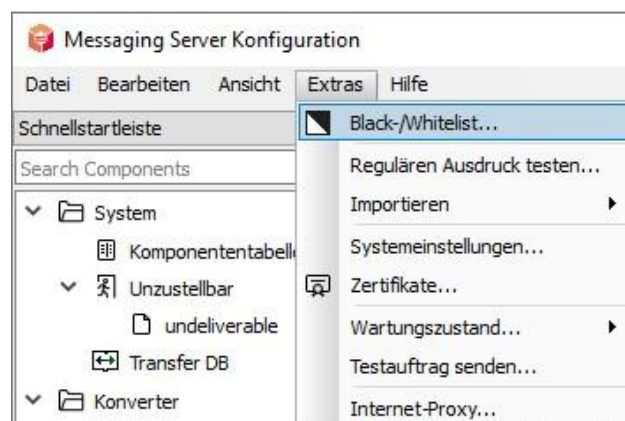 Messaging Server Konfiguration
Datei Bearbeiten Ansicht Extras Hilfe
Schnellstartleiste
Search Components
System
Komponententabelle
Unzustellbar
undeliverable
Transfer DB
Konverter
Black-/Whitelist...
Regulären Ausdruck testen...
Importieren
Systemeinstellungen...
Zertifikate...
Wartungszustand...
Testauftrag senden...
Internet-Proxy...